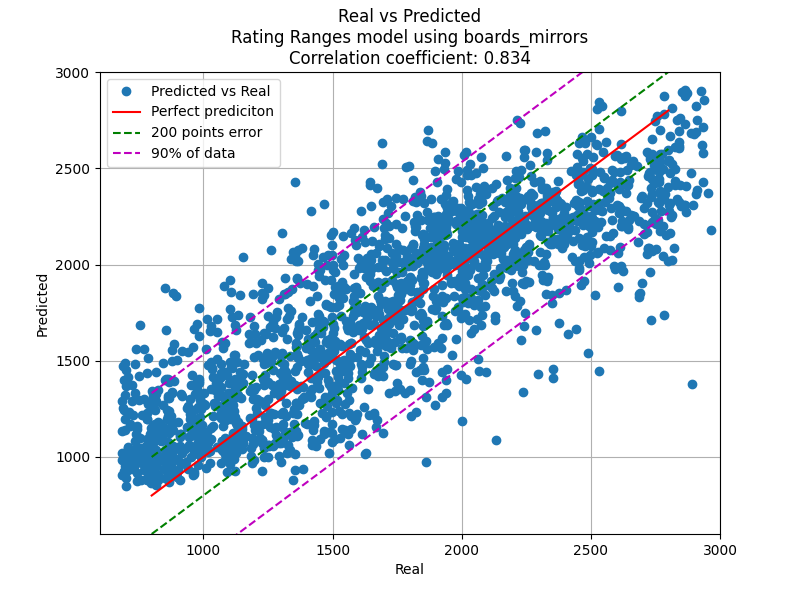 Real vs Predicted
Rating Ranges model using boards_mirrors
Correlation coefficient: 0.834
Predicted vs Real
Perfect prediciton
200 points error
90% of data
3000
2500
2000
1500
1000
Predicted
1000 1500 2000 2500 3000
Real